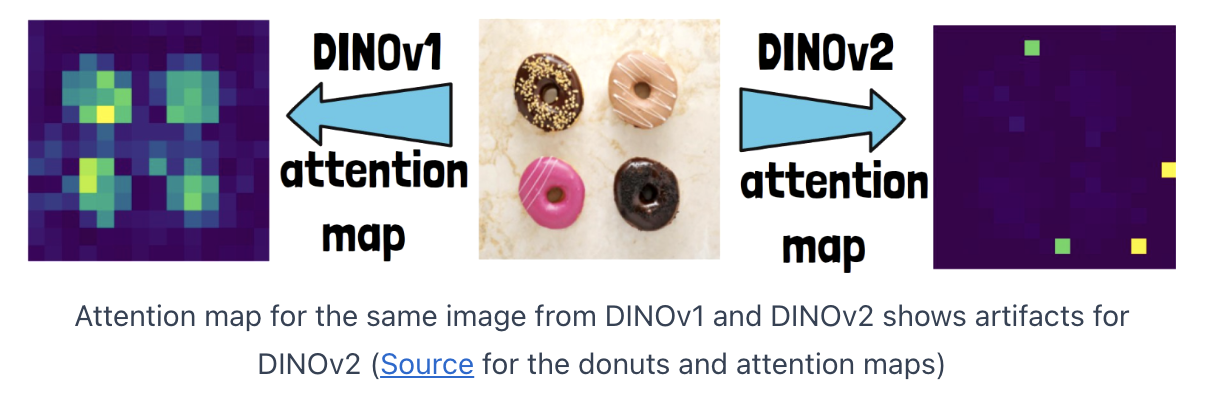 DINOv1
attention
map
DINOv2
attention
map
Attention map for the same image from DINOv1 and DINOv2 shows artifacts for
DINOv2 (Source for the donuts and attention maps)